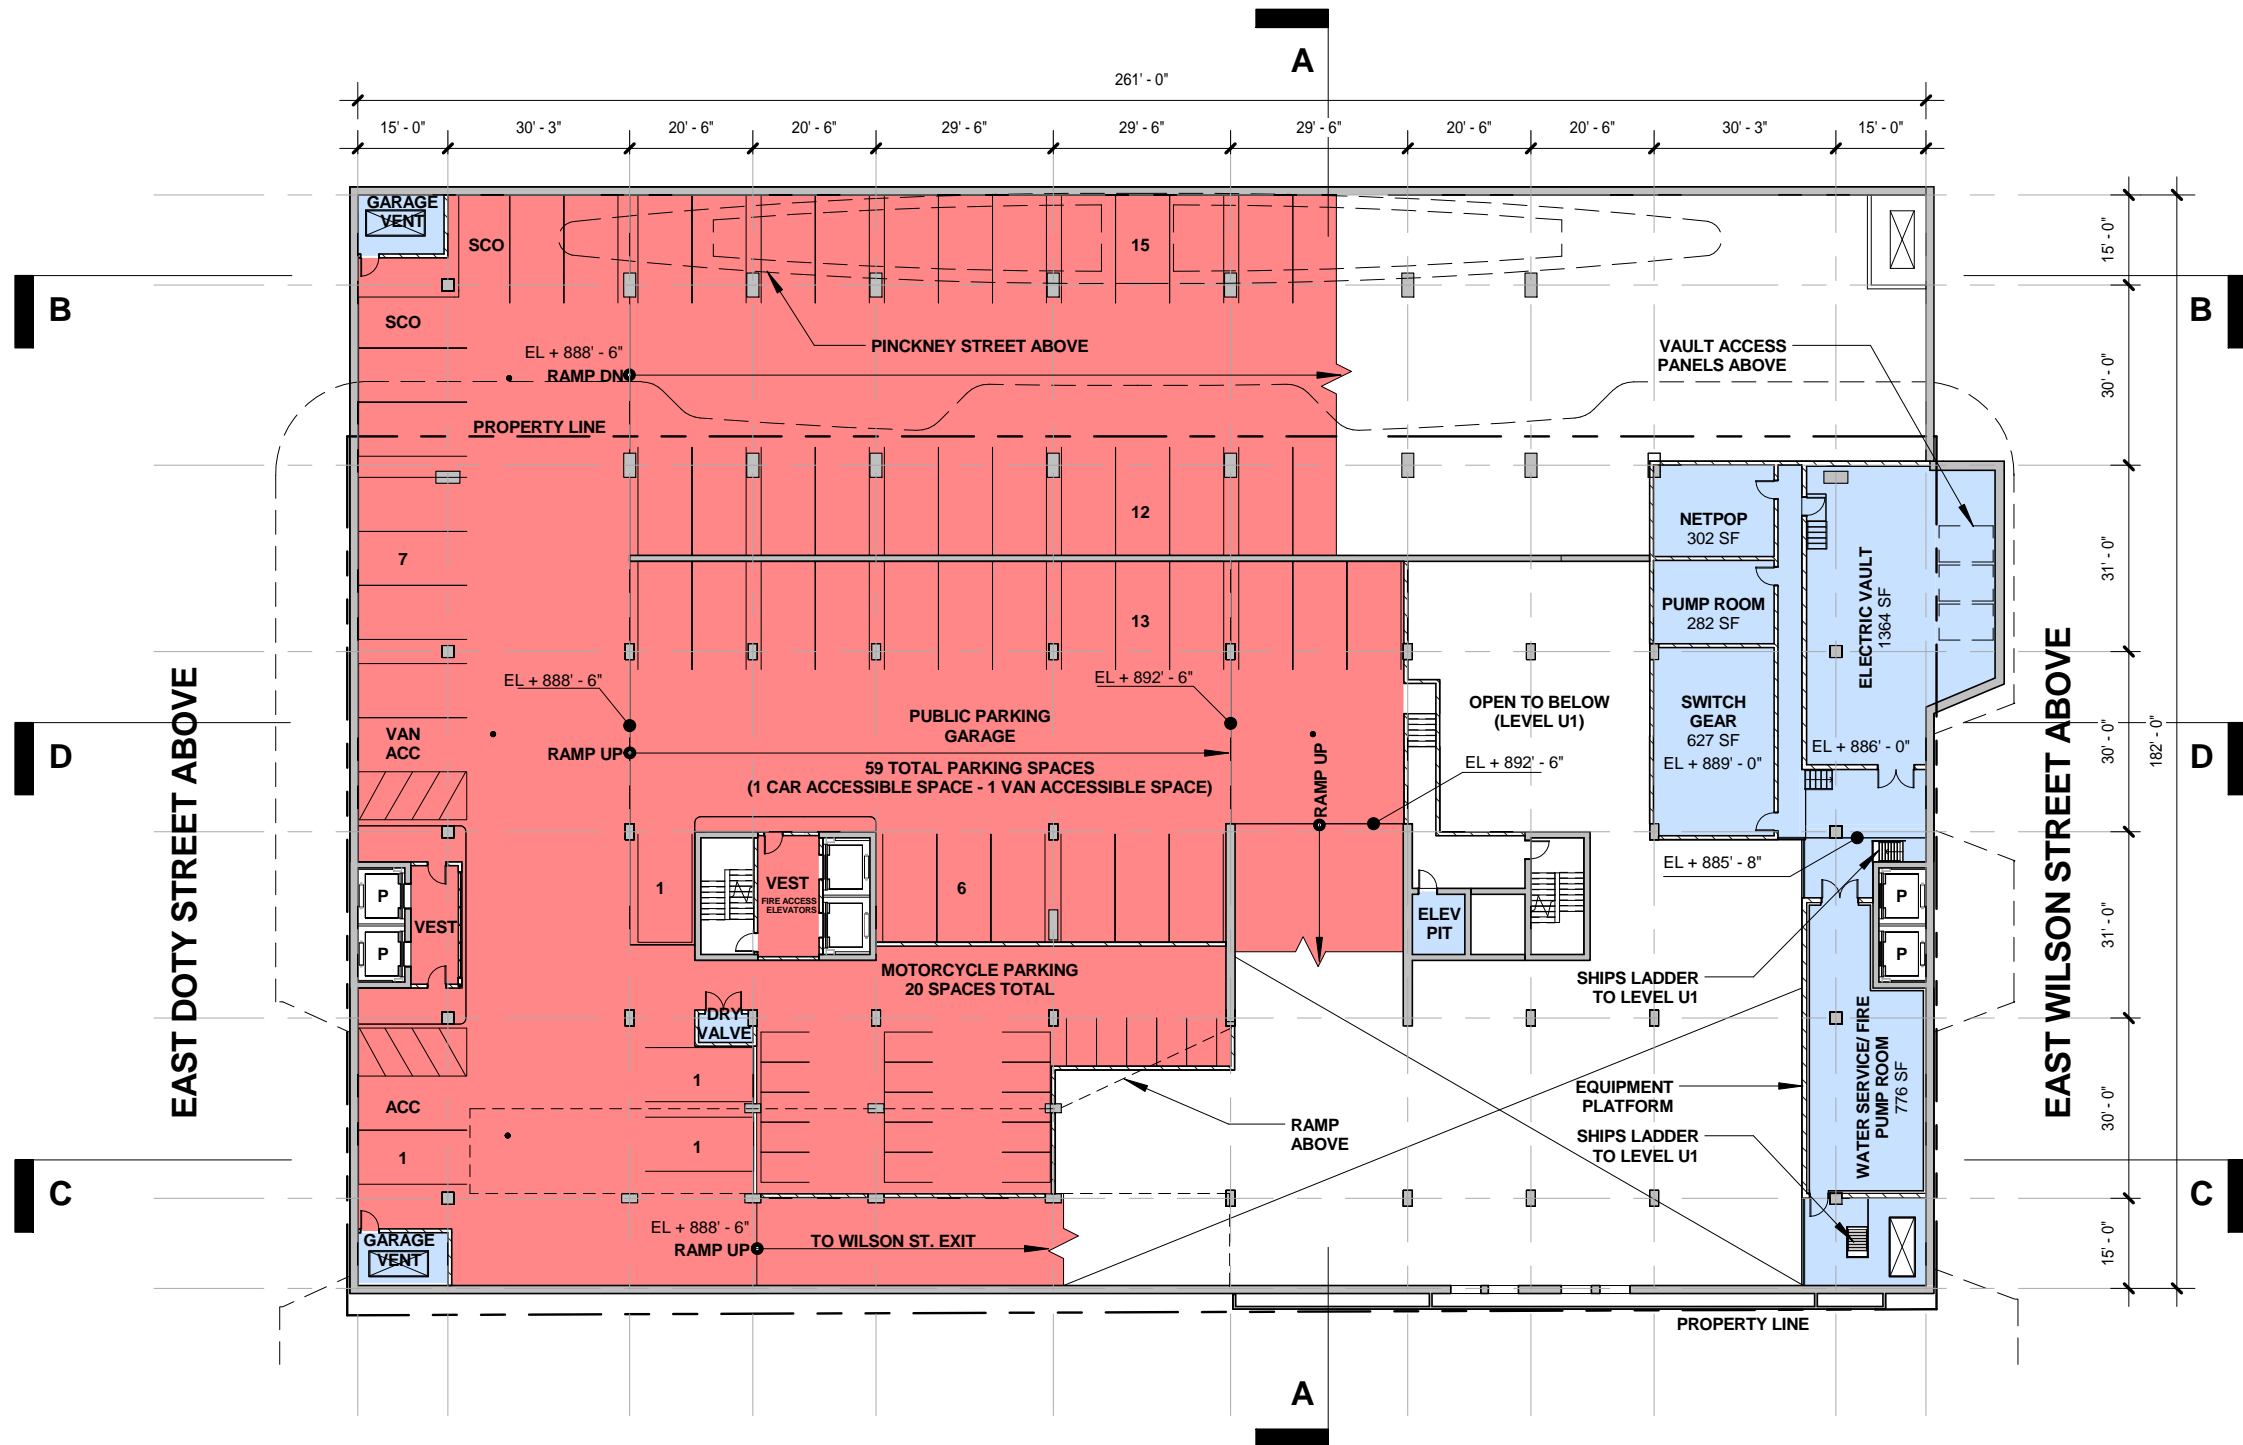 A
261' - 0"
15' - 0"
30' - 3"
20' - 6"
20' - 6"
29' - 6"
29' - 6"
29' - 6"
20' - 6"
20' - 6"
30' - 3"
15' - 0"
GARAGE
VENT
SCO
15
15' - 0"
B
B
SCO
EL + 888' - 6"
RAMP DN
PINCKNEY STREET ABOVE
VAULT ACCESS
PANELS ABOVE
30' - 0"
PROPERTY LINE
7
12
NETPOP
302 SF
31' - 0"
13
PUMP ROOM
282 SF
ELECTRIC VAULT
1364 SF
EAST DOTY STREET ABOVE
EAST WILSON STREET ABOVE
EL + 888' - 6"
EL + 892' - 6"
PUBLIC PARKING
GARAGE
OPEN TO BELOW
(LEVEL U1)
SWITCH
GEAR
627 SF
EL + 889' - 0"
EL + 886' - 0"
30' - 0"
182' - 0"
D
D
VAN
ACC
RAMP UP
59 TOTAL PARKING SPACES
(1 CAR ACCESSIBLE SPACE - 1 VAN ACCESSIBLE SPACE)
RAMP UP
EL + 892' - 6"
P
P
VEST
1
VEST
FIRE ACCESS
ELEVATORS
6
ELEV
PIT
EL + 885' - 8"
P
P
31' - 0"
MOTORCYCLE PARKING
20 SPACES TOTAL
SHIPS LADDER
TO LEVEL U1
DRY
VALVE
1
ACC
1
1
RAMP
ABOVE
EQUIPMENT
PLATFORM
SHIPS LADDER
TO LEVEL U1
WATER SERVICE/ FIRE
PUMP ROOM
776 SF
30' - 0"
C
C
GARAGE
VENT
EL + 888' - 6"
RAMP UP
TO WILSON ST. EXIT
15' - 0"
PROPERTY LINE
A